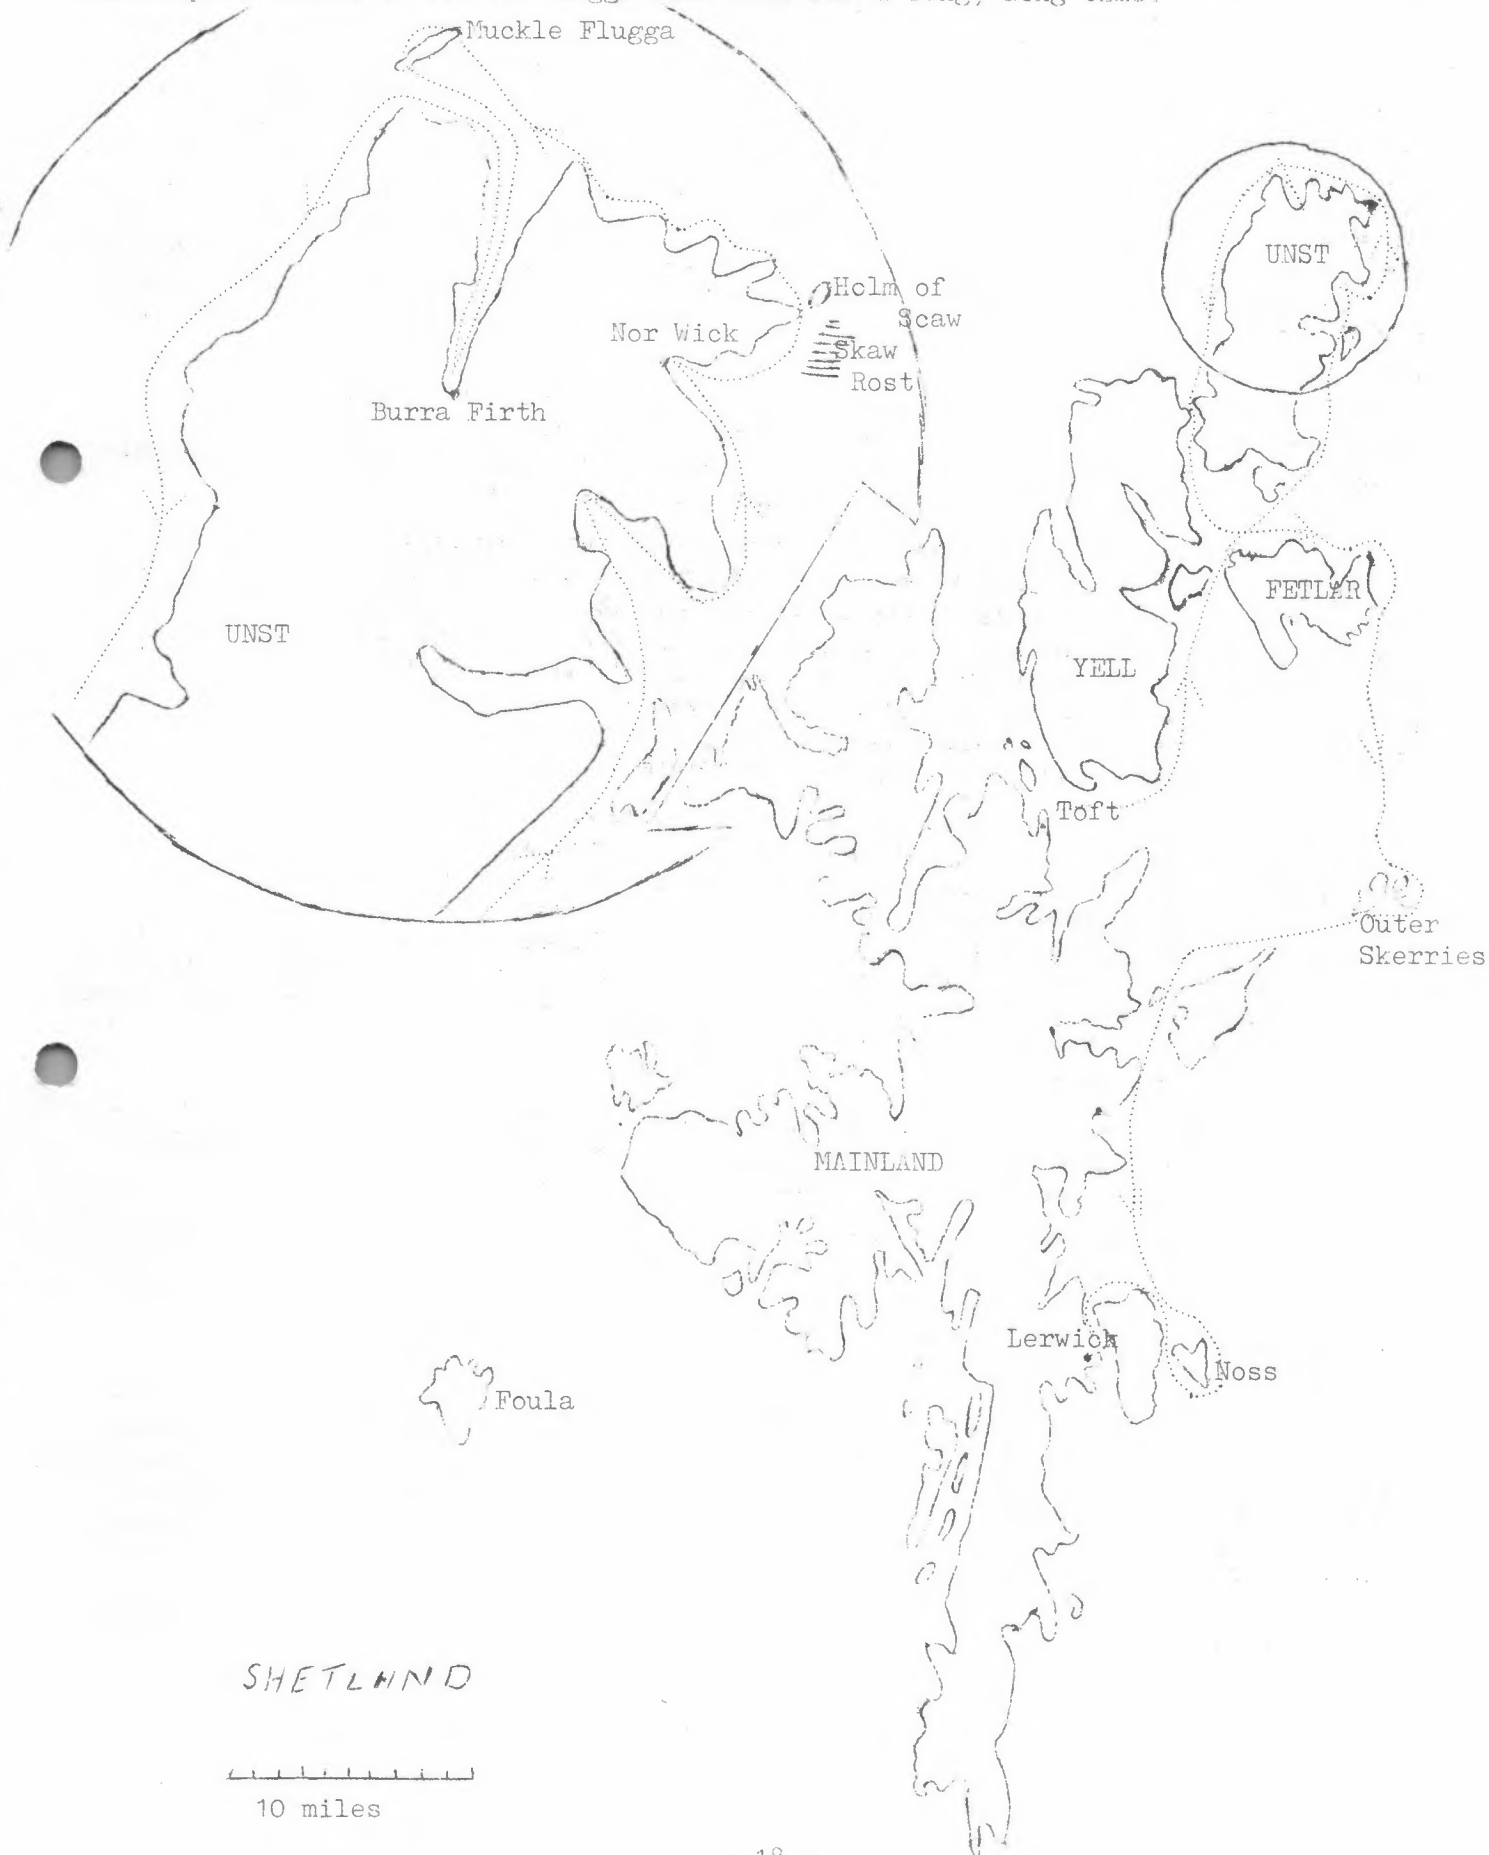 Muckle Flugga
UNST
Holm of
Scaw
Nor Wick
Skaw
Rost
Burra Firth
FETLAR
UNST
YELL
Toft
Outer
Skerries
MAINLAND
Lerwick
Noss
Foula
SHETLAND
10 miles